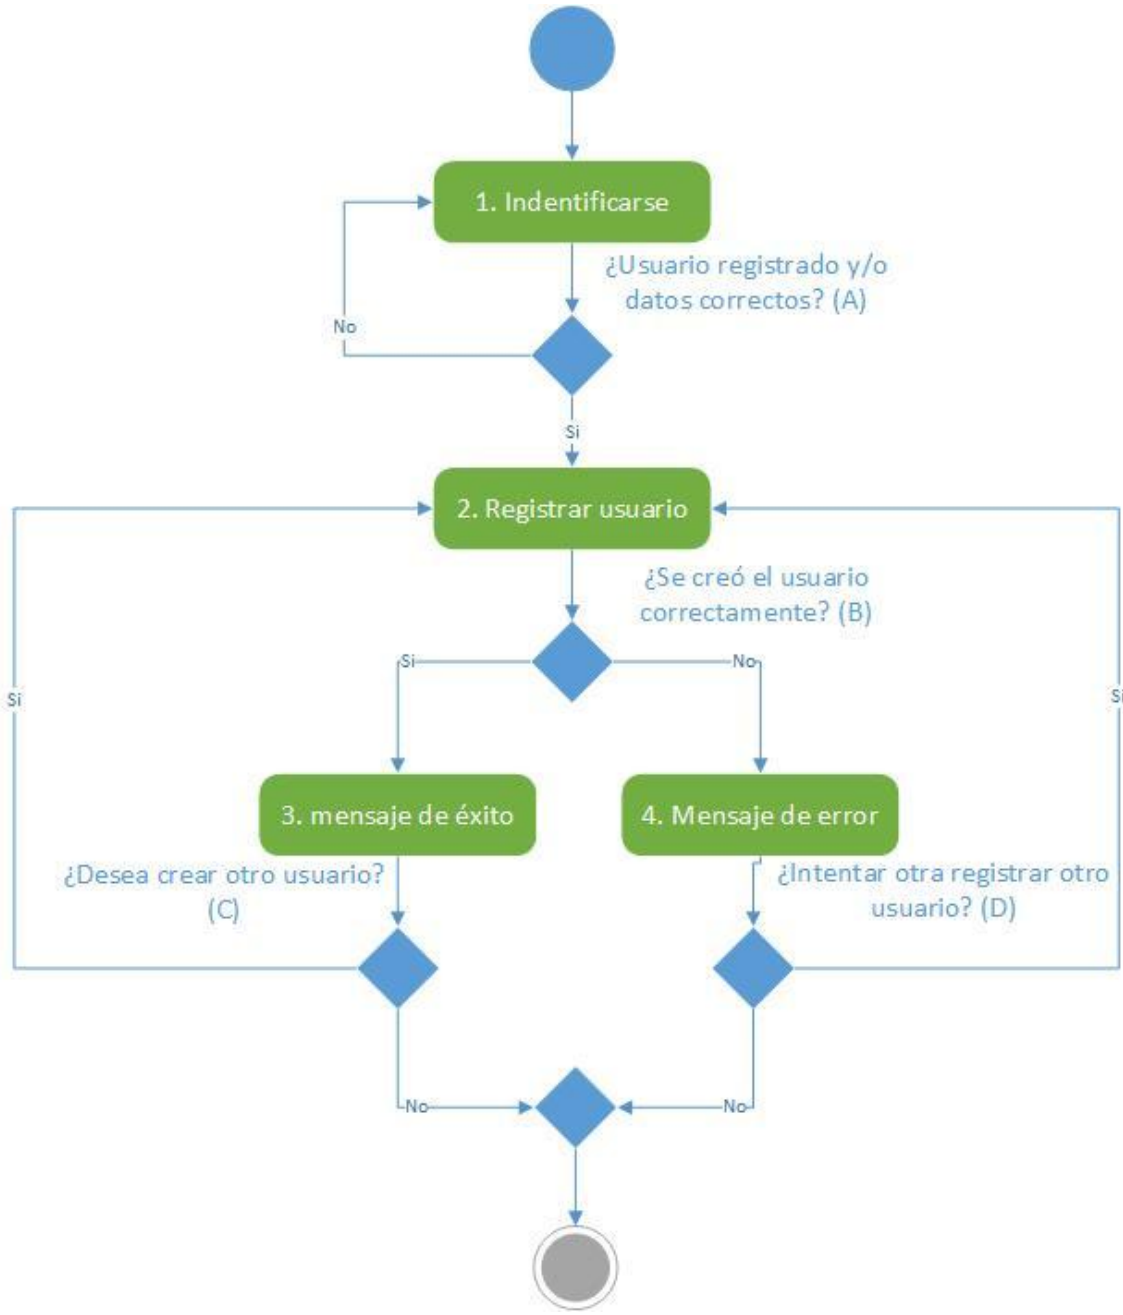 1. Indentificarse
¿Usuario registrado y/o
datos correctos? (A)
No
Si
2. Registrar usuario
¿Se creó el usuario
correctamente? (B)
Si
No
Si
Si
3. mensaje de éxito
4. Mensaje de error
¿Desea crear otro usuario?
(C)
¿Intentar otra registrar otro
usuario? (D)
No
No